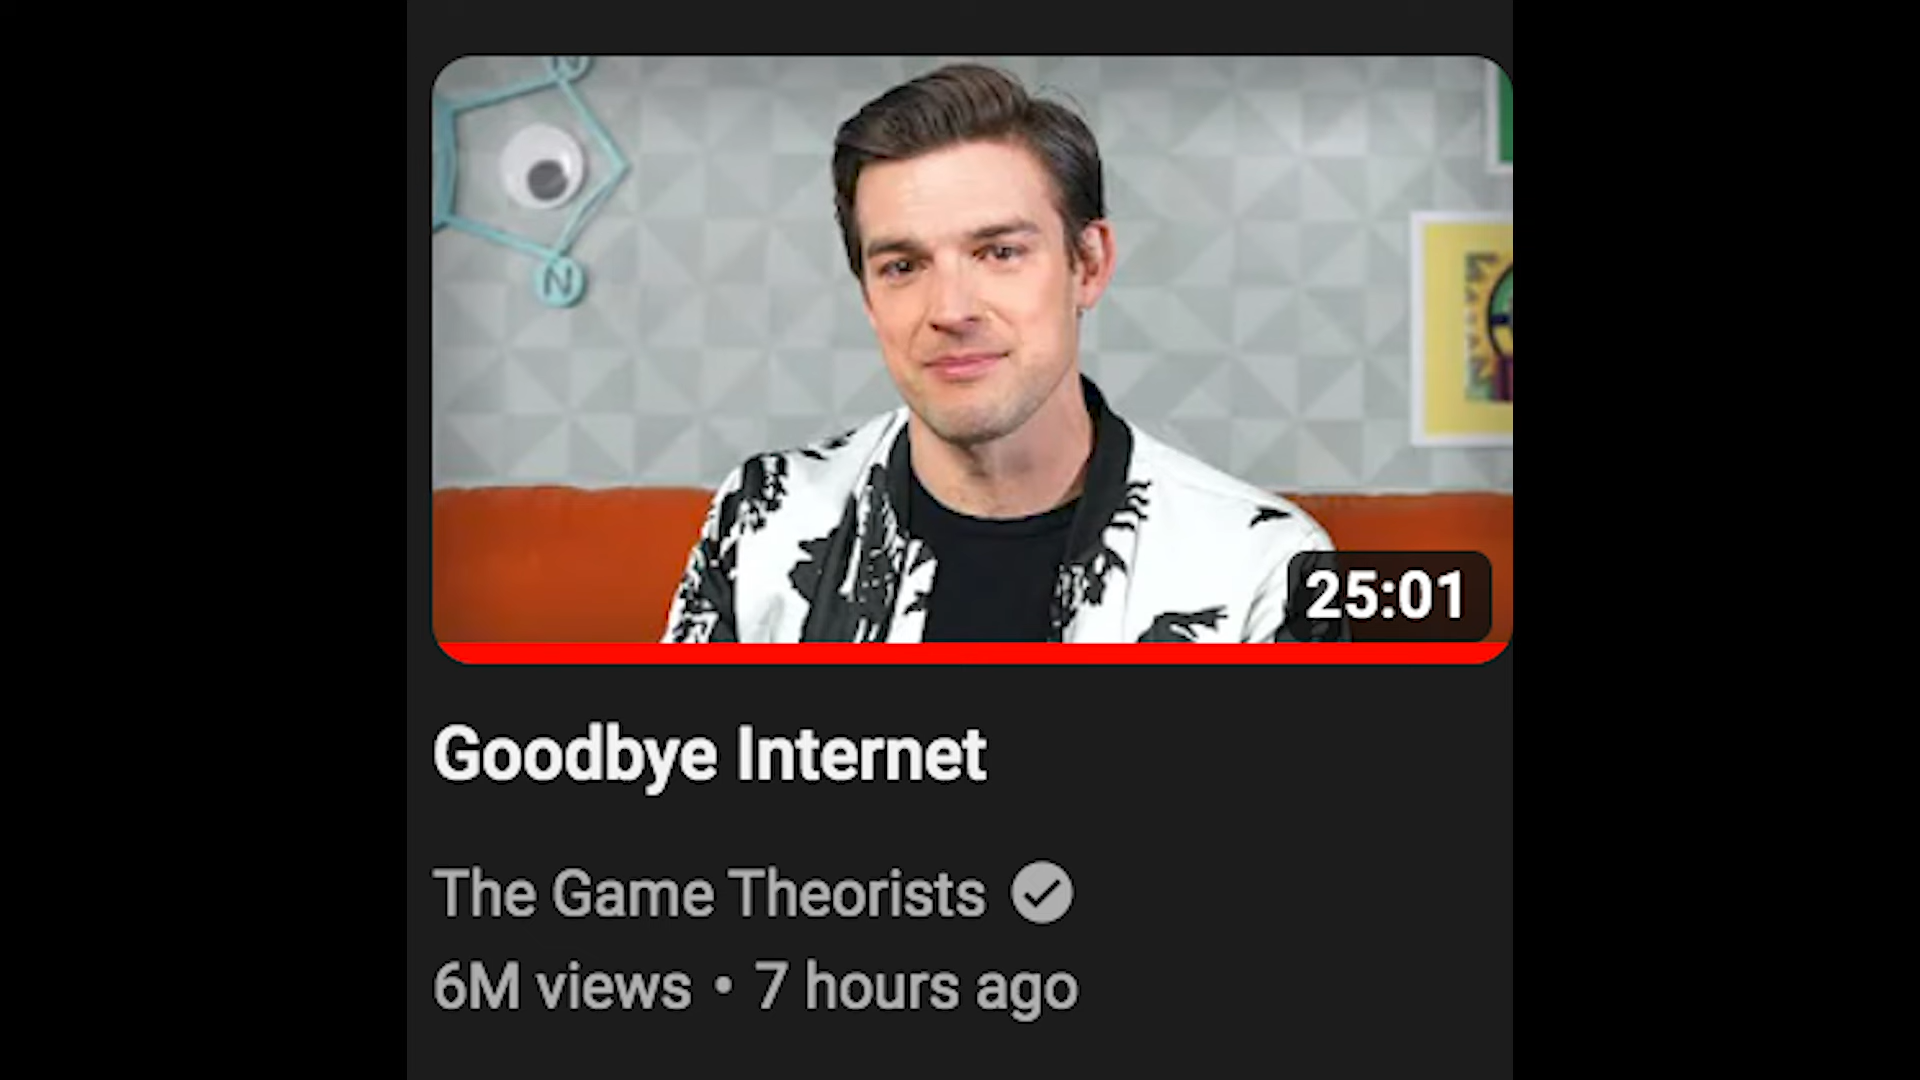 N
N
25:01
Goodbye Internet
The Game Theorists
6M views • 7 hours ago